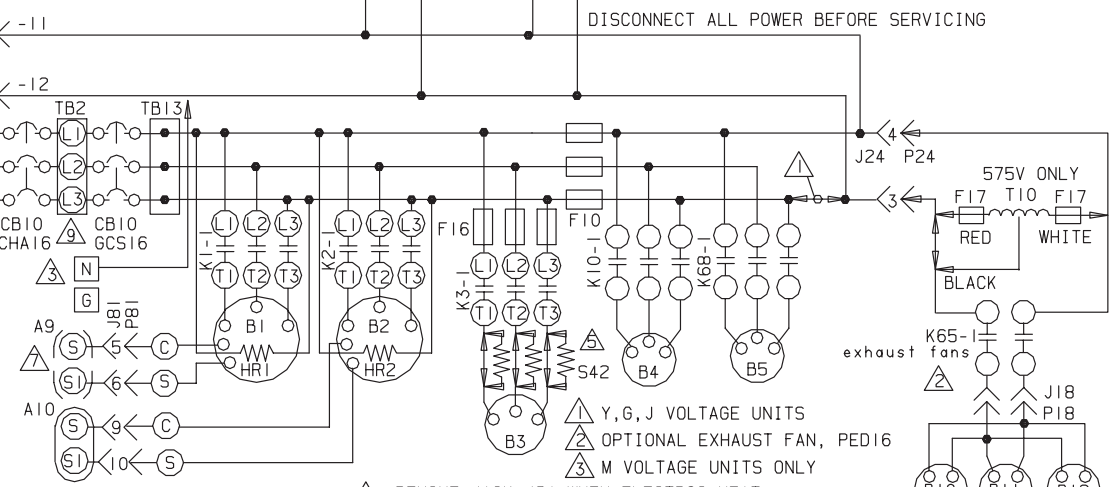 DISCONNECT ALL POWER BEFORE SERVICING
-11
-12
TB2
TB13
L1
L2
L3
4
J24
P24
1
3
575V ONLY
F17
T10
F17
RED
WHITE
BLACK
CB10
CHA16
9
CB10
GCS16
F10
3
N
G
K1-1
L1
L2
L3
T1
T2
T3
K2-1
L1
L2
L3
T1
T2
T3
F16
K3-1
L1
L2
L3
T1
T2
T3
K10-1
K68-1
A9
J81
P81
7
S
5
C
S1
6
S
A10
S
9
C
S1
10
S
B1
HR1
B2
HR2
5
S42
B3
B4
B5
K65-1
exhaust fans
2
J18
P18
1 Y,G,J VOLTAGE UNITS
2 OPTIONAL EXHAUST FAN, PED16
3 M VOLTAGE UNITS ONLY